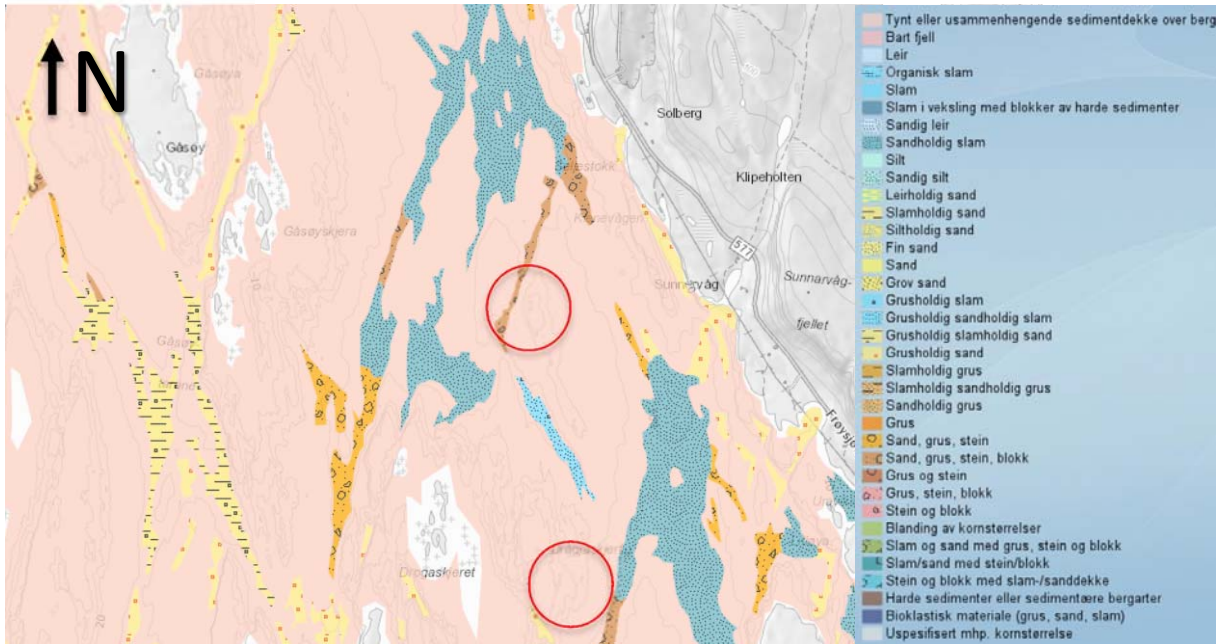 N
Gåsøya
Gåsøy
Gåsøyskjera
Solberg
Klipeholten
577
Sunnarvåg-
fjellet
Sunnarvåg
Frøysjø
Gåsøy
Drogaskjeret
10
20
Tynt eller usammenhengende sedimentdekke over berg
Bart fjell
Leir
Organisk slam
Slam
Slam i veksling med blokker av harde sedimenter
Sandig leir
Sandholdig slam
Silt
Sandig silt
Leirholdig sand
Slamholdig sand
Siltholdig sand
Fin sand
Sand
Grov sand
Grusholdig slam
Grusholdig sandholdig slam
Grusholdig slamholdig sand
Grusholdig sand
Slamholdig grus
Slamholdig sandholdig grus
Sandholdig grus
Grus
Sand, grus, stein
Sand, grus, stein, blokk
Grus og stein
Grus, stein, blokk
Stein og blokk
Blanding av kornstørrelser
Slam og sand med grus, stein og blokk
Slam/sand med stein/blokk
Stein og blokk med slam-/sanddekke
Harde sedimenter eller sedimentære bergarter
Bioklastisk materiale (grus, sand, slam)
Uspesifisert mhp. kornstørrelse